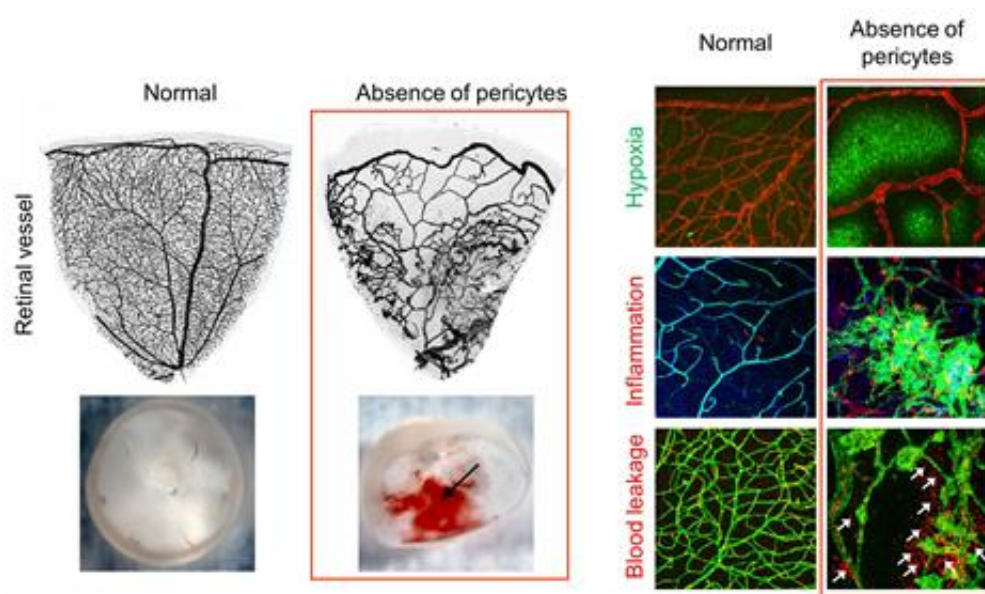 Normal
Absence of pericytes
Retinal vessel
Normal
Absence of
pericytes
Hypoxia
Inflammation
Blood leakage